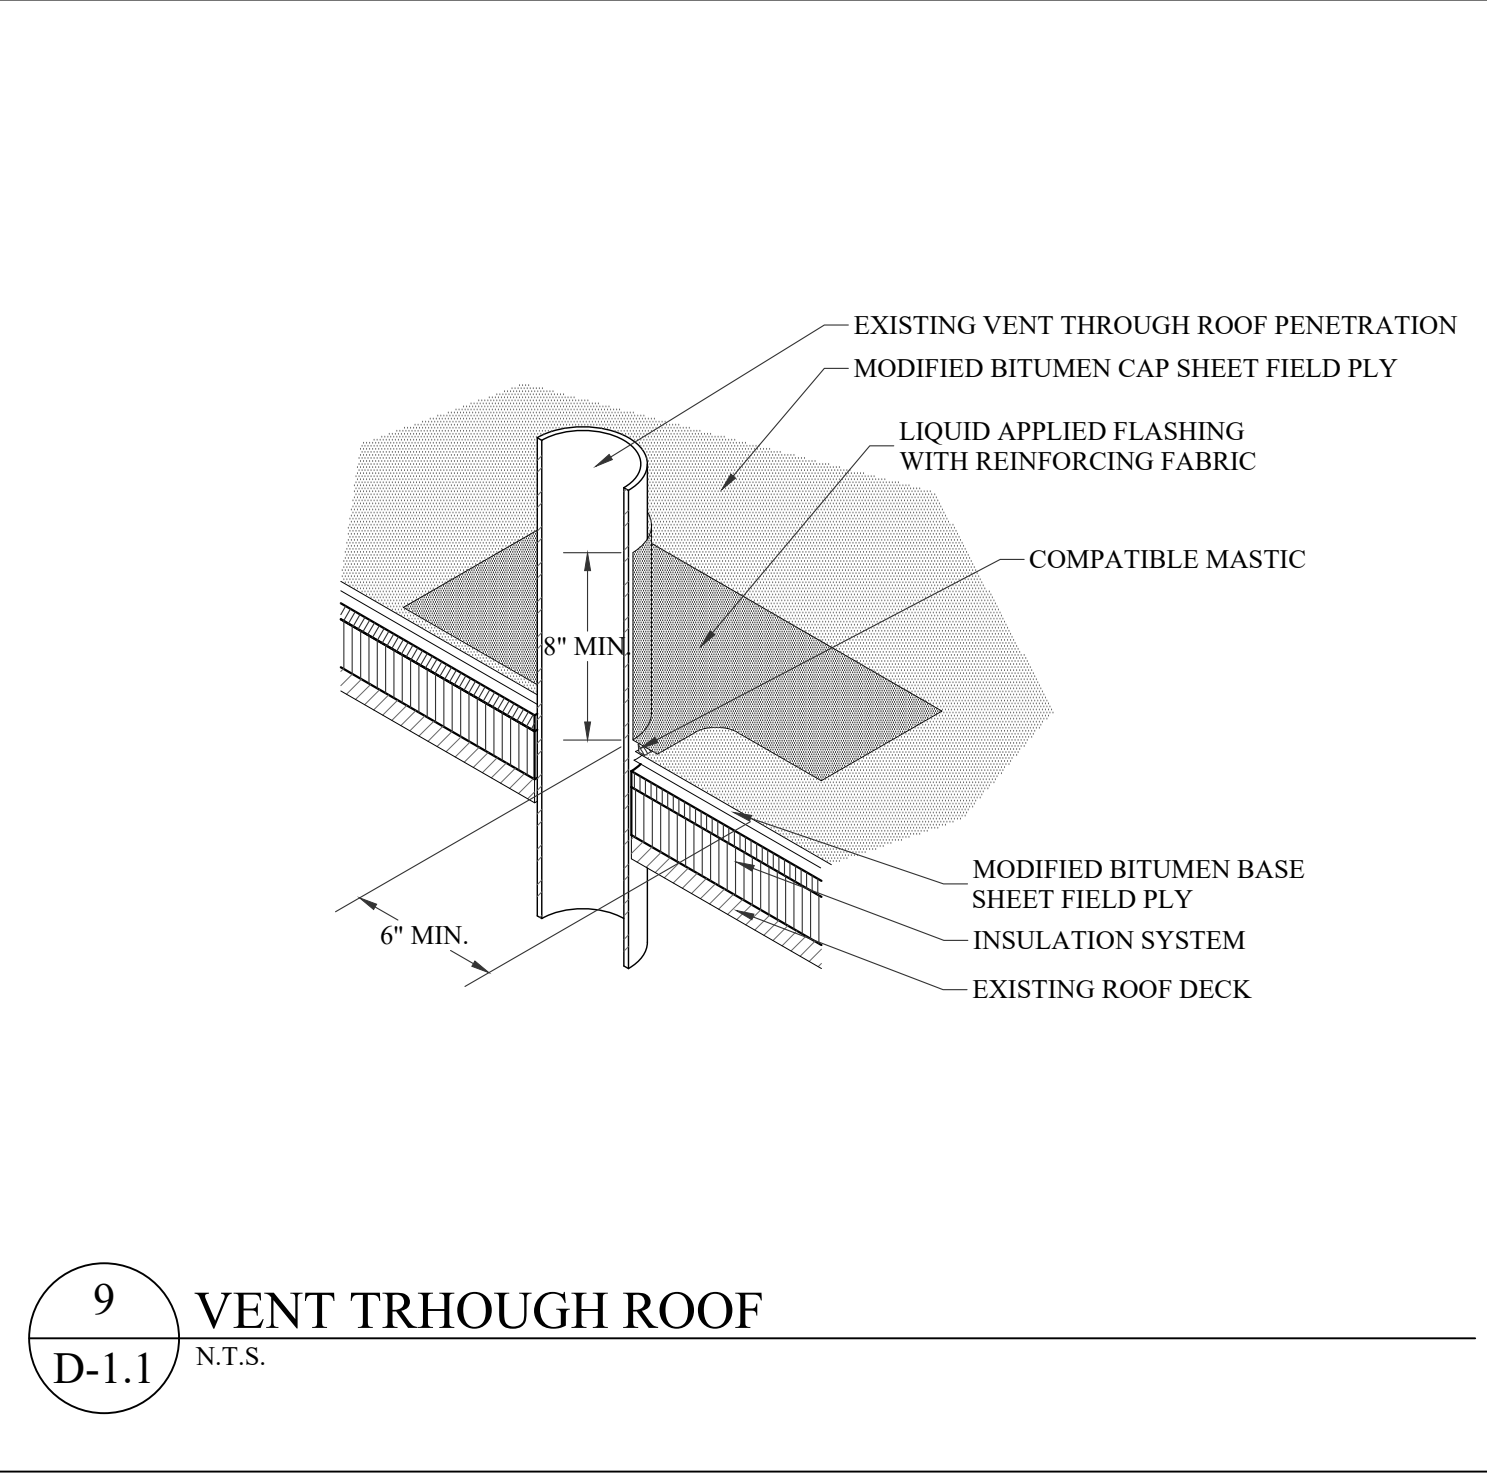 EXISTING VENT THROUGH ROOF PENETRATION
MODIFIED BITUMEN CAP SHEET FIELD PLY
LIQUID APPLIED FLASHING
WITH REINFORCING FABRIC
COMPATIBLE MASTIC
8" MIN.
6" MIN.
MODIFIED BITUMEN BASE
SHEET FIELD PLY
INSULATION SYSTEM
EXISTING ROOF DECK
9
VENT TRHOUGH ROOF
D-1.1
N.T.S.